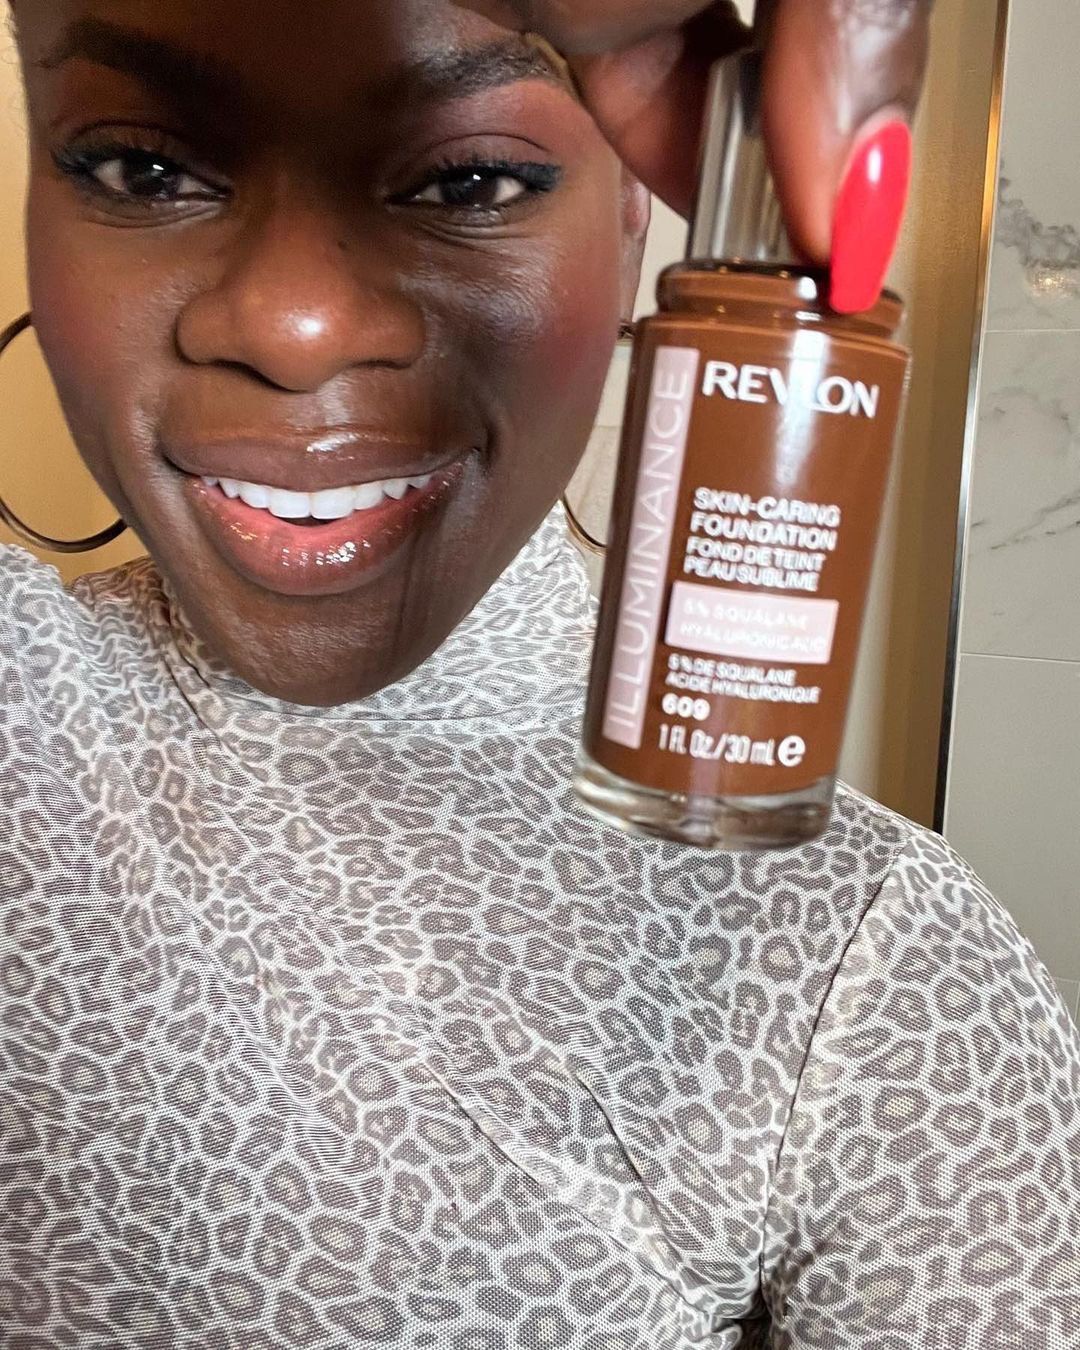 REVLON
ILLUMINANCE
SKIN-CARING
FOUNDATION
FOND DE TEINT
PEAU SUBLIME
5% SQUALANE
HYALURONIC ACID
5% DE SQUALANE
ACIDE HYALURONIQUE
609
1 FL. Oz./30 mL e